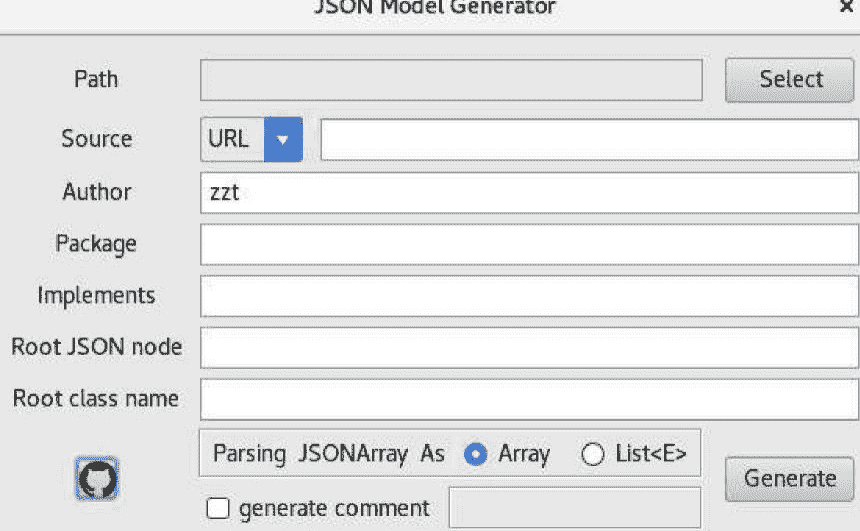 JSON Model Generator ×
Path Select
Source URL
Author zzt
Package
Implements
Root JSON node
Root class name
Parsing JSONArray As Array List<E>
Generate
generate comment